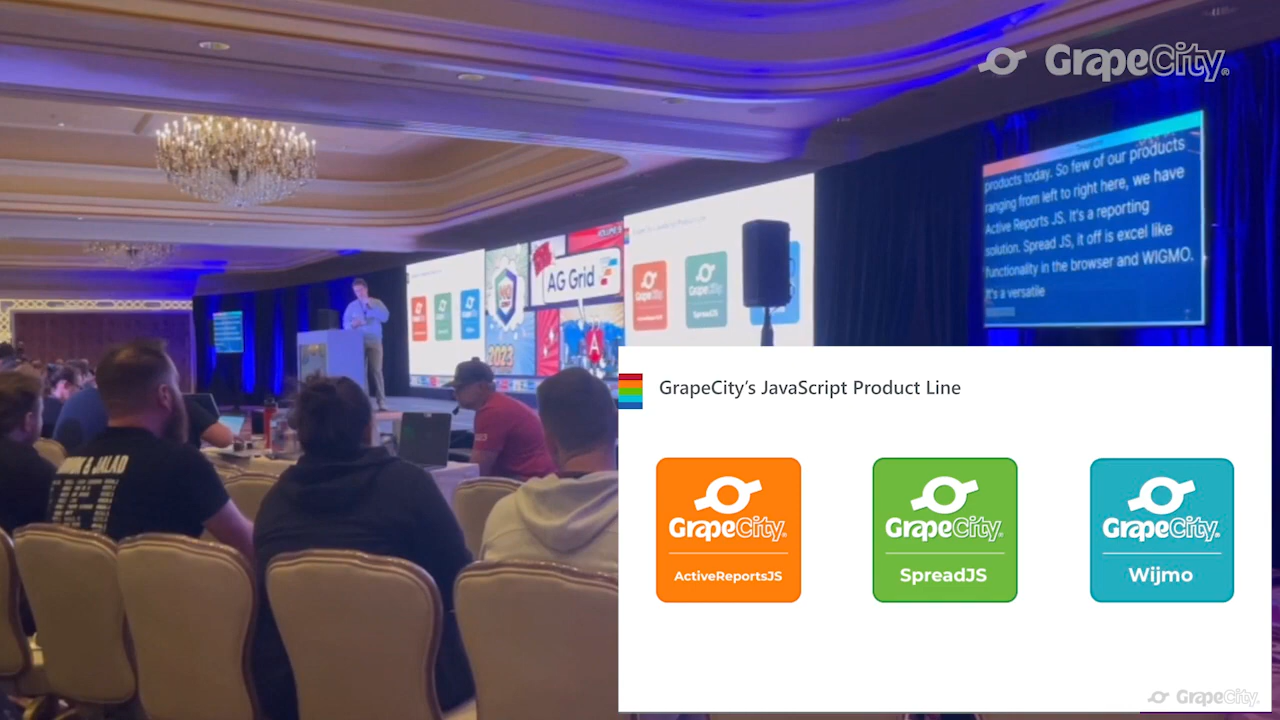 GrapeCity
products today. So few of our products
ranging from left to right here, we have
Active Reports JS. It's a reporting
solution. Spread JS, it off is excel like
functionality in the browser and WIGMO.
It's a versatile
AG Grid
2023
GrapeCity
SpreadJS
GrapeCity's JavaScript Product Line
GrapeCity
ActiveReportsJS
GrapeCity
SpreadJS
GrapeCity
Wijmo
GrapeCity